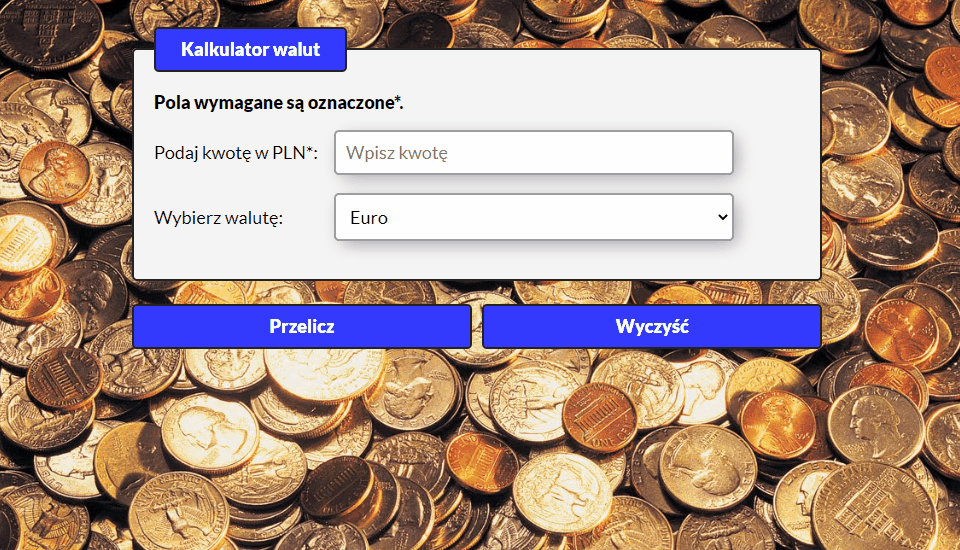 Kalkulator walut
Pola wymagane są oznaczone*.
Podaj kwotę w PLN*: Wpisz kwotę
Wybierz walutę: Euro
Przelicz Wyczyść